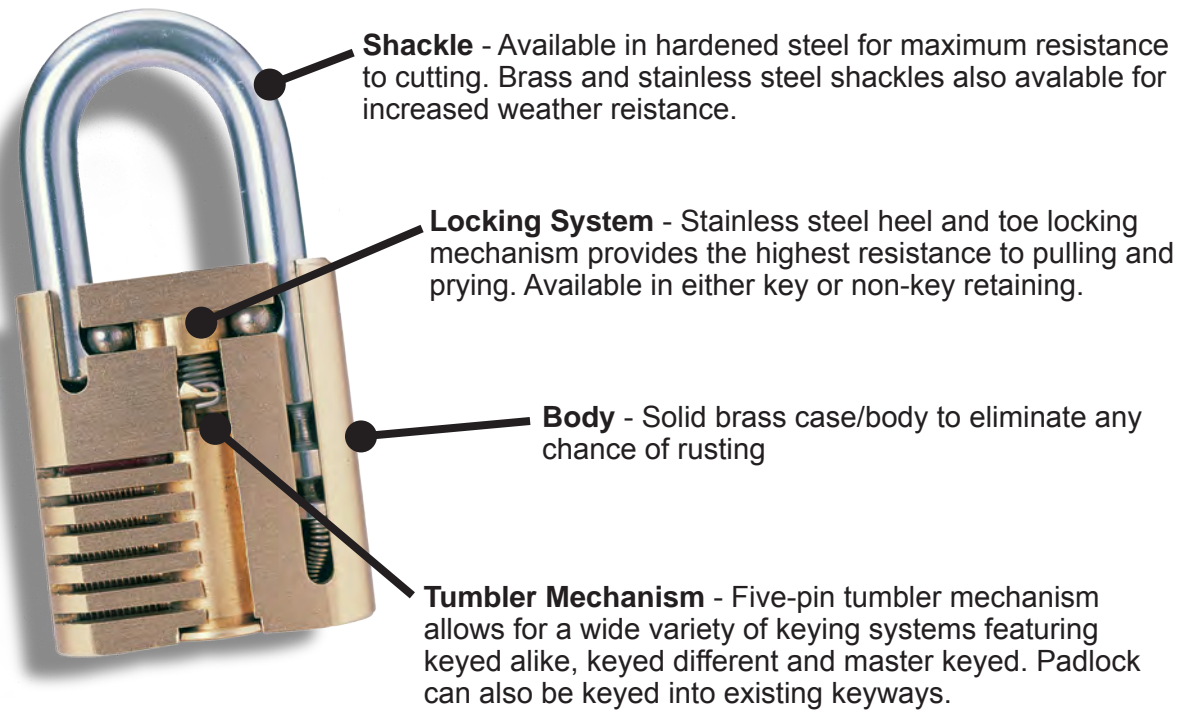 Shackle - Available in hardened steel for maximum resistance
to cutting. Brass and stainless steel shackles also avalable for
increased weather reistance.
Locking System - Stainless steel heel and toe locking
mechanism provides the highest resistance to pulling and
prying. Available in either key or non-key retaining.
Body - Solid brass case/body to eliminate any
chance of rusting
Tumbler Mechanism - Five-pin tumbler mechanism
allows for a wide variety of keying systems featuring
keyed alike, keyed different and master keyed. Padlock
can also be keyed into existing keyways.